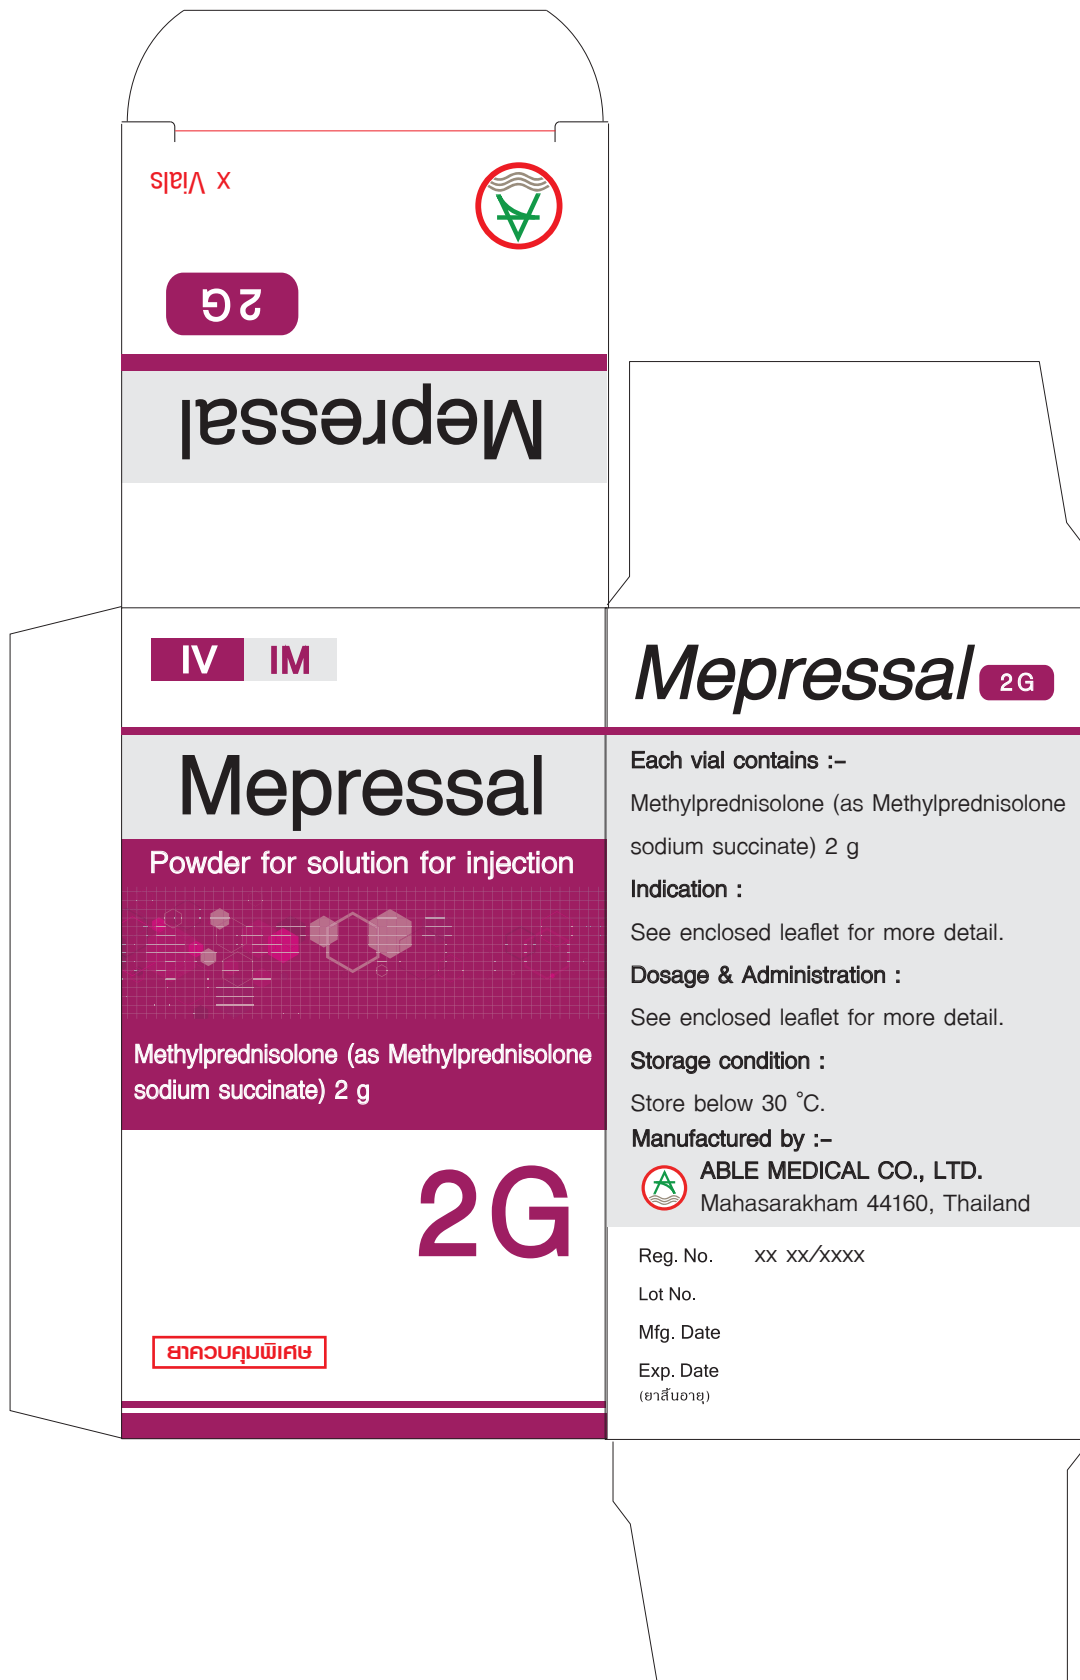 x Vials
2G
Mepressal
IV IM
Mepressal
Powder for solution for injection
Methylprednisolone (as Methylprednisolone
sodium succinate) 2 g
2G
ยาควบคุมพิเศษ
Mepressal 2G
Each vial contains :-
Methylprednisolone (as Methylprednisolone
sodium succinate) 2 g
Indication :
See enclosed leaflet for more detail.
Dosage & Administration :
See enclosed leaflet for more detail.
Storage condition :
Store below 30 °C.
Manufactured by :-
ABLE MEDICAL CO., LTD.
Mahasarakham 44160, Thailand
Reg. No. xx xx/xxxx
Lot No.
Mfg. Date
Exp. Date
(ยาสิ้นอายุ)